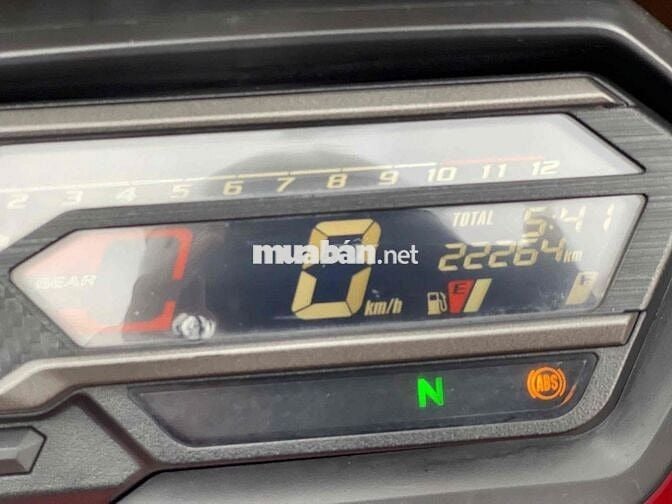 2 3 4 5 6 7 8 9 10 11 12
TOTAL 5:41
22264 km
GEAR 0 km/h
muabán.net
E F
N ABS